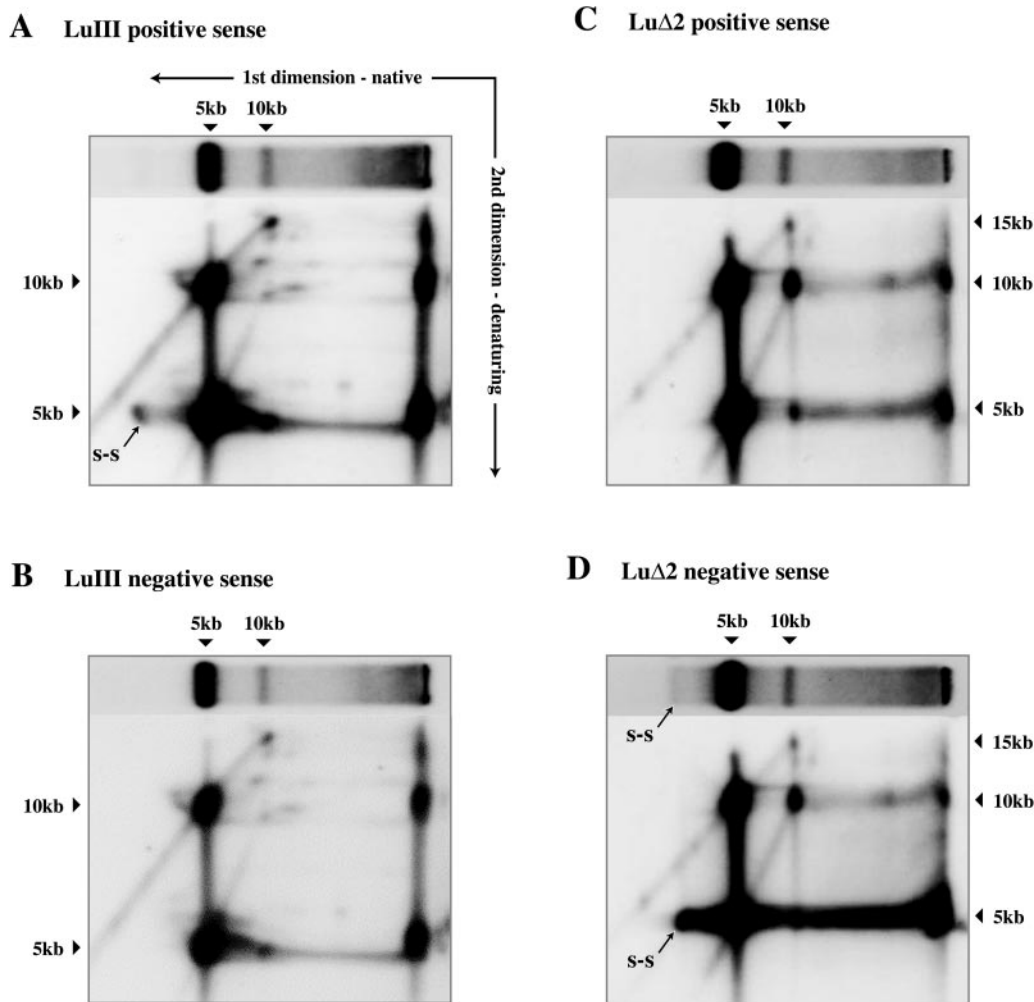 A LuIII positive sense
1st dimension - native
5kb 10kb
2nd dimension - denaturing
10kb
5kb
s-s
C LuΔ2 positive sense
5kb 10kb
15kb
10kb
5kb
B LuIII negative sense
5kb 10kb
10kb
5kb
D LuΔ2 negative sense
5kb 10kb
s-s
15kb
10kb
5kb
s-s